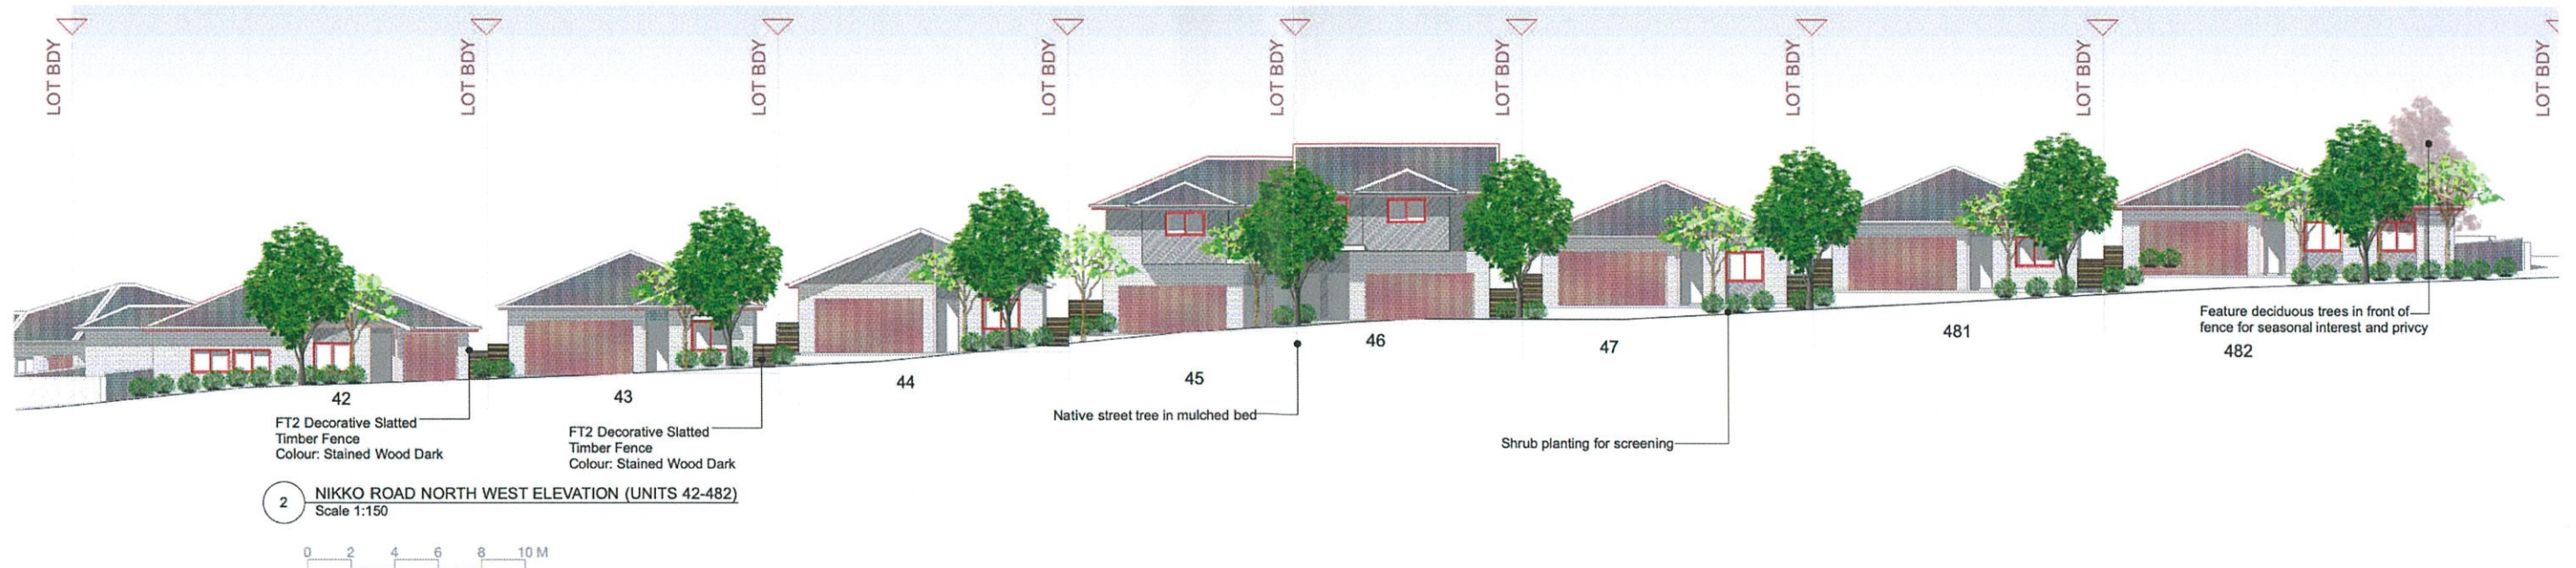 LOT BDY
LOT BDY
LOT BDY
LOT BDY
LOT BDY
LOT BDY
LOT BDY
LOT BDY
LOT BDY
42
43
44
45
46
47
481
482
FT2 Decorative Slatted
Timber Fence
Colour: Stained Wood Dark
FT2 Decorative Slatted
Timber Fence
Colour: Stained Wood Dark
Native street tree in mulched bed
Shrub planting for screening
Feature deciduous trees in front of
fence for seasonal interest and privcy
2
NIKKO ROAD NORTH WEST ELEVATION (UNITS 42-482)
Scale 1:150
0 2 4 6 8 10 M